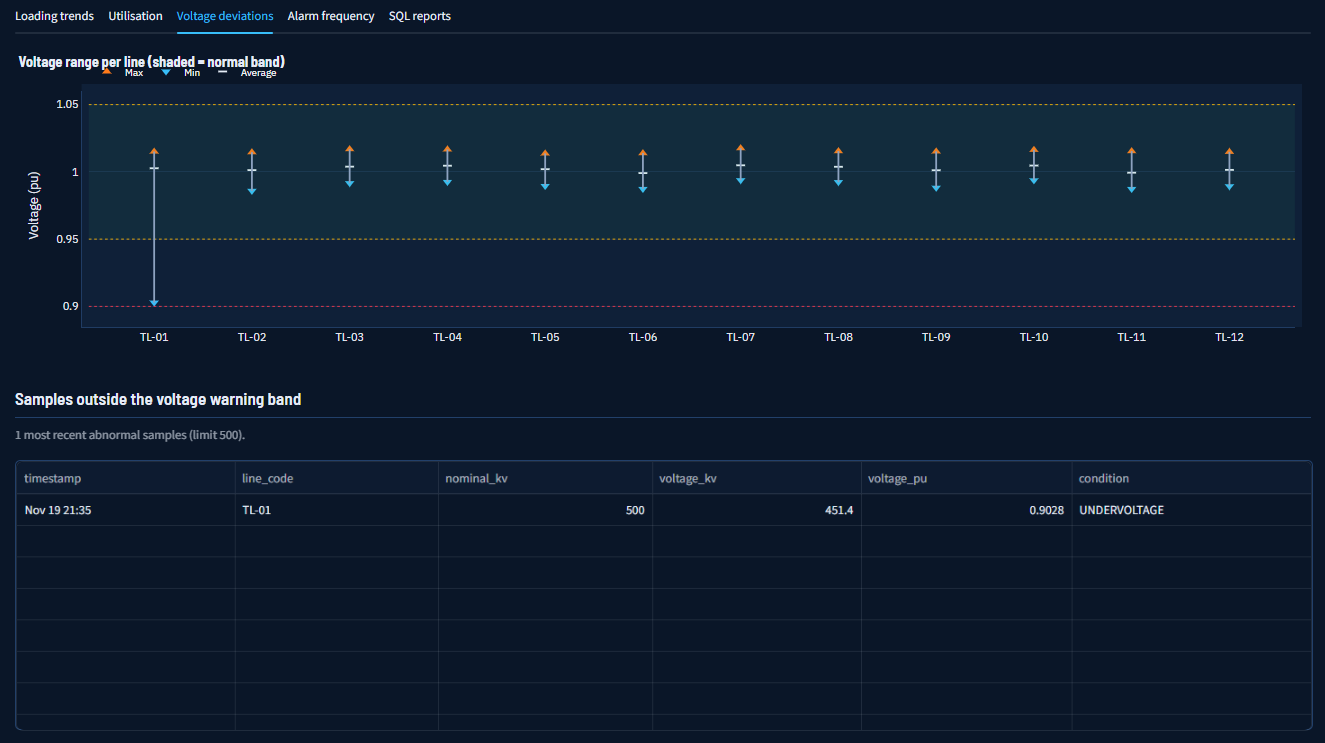 Loading trends Utilisation Voltage deviations Alarm frequency SQL reports
Voltage range per line (shaded = normal band)
Max Min Average
Voltage (pu)
1.05
1
0.95
0.9
TL-01 TL-02 TL-03 TL-04 TL-05 TL-06 TL-07 TL-08 TL-09 TL-10 TL-11 TL-12
Samples outside the voltage warning band
1 most recent abnormal samples (limit 500).
timestamp line_code nominal_kv voltage_kv voltage_pu condition
Nov 19 21:35 TL-01 500 451.4 0.9028 UNDERVOLTAGE